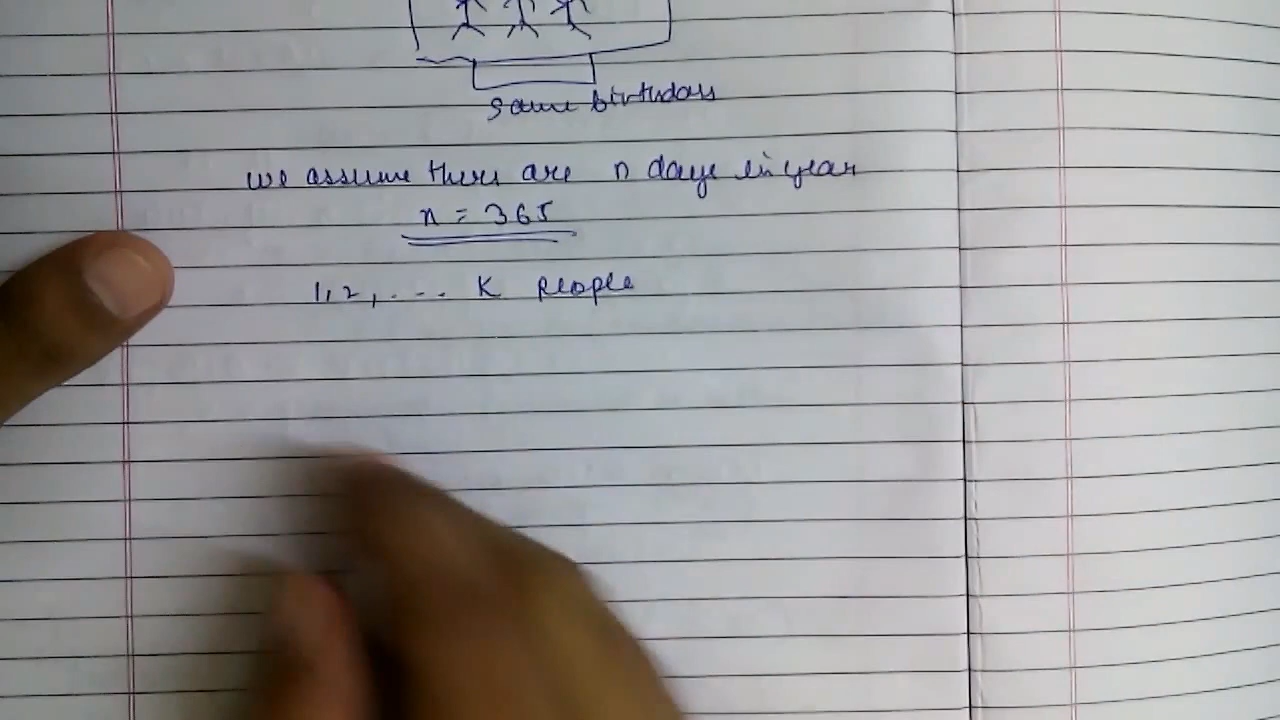 same birthdays
we assume there are n days in year
n = 365
1, 2, . . . . K people